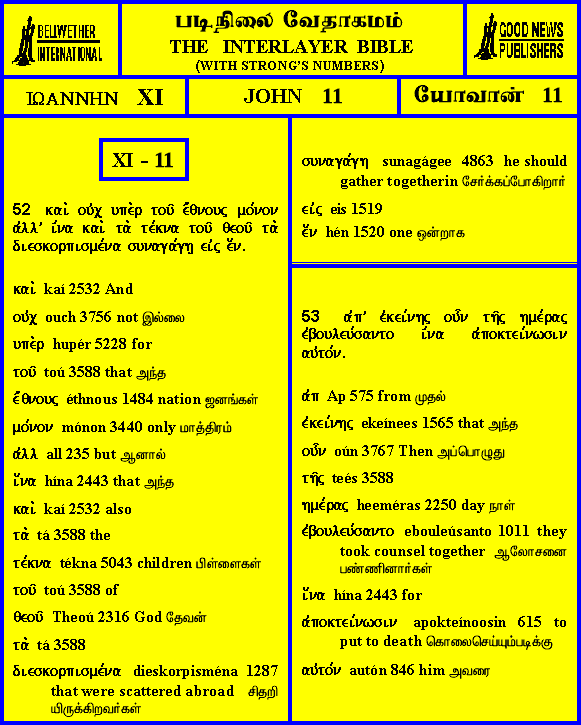 BELLWETHER
INTERNATIONAL
படிநிலை வேதாகமம்
THE INTERLAYER BIBLE
(WITH STRONG'S NUMBERS)
GOOD NEWS
PUBLISHERS
ΙΩΑΝΝΗΝ XI
JOHN 11
யோவான் 11
XI - 11
52 καὶ οὐχ υπὲρ τοῦ ἔθνους μόνον
ἀλλ' ἵνα καὶ τὰ τέκνα τοῦ θεοῦ τὰ
διεσκορπισμένα συναγάγῃ εἰς ἕν.
καὶ kaí 2532 And
οὐχ ouch 3756 not இல்லை
υπὲρ hupér 5228 for
τοῦ toú 3588 that அந்த
ἔθνους éthnous 1484 nation ஜனங்கள்
μόνον mónon 3440 only மாத்திரம்
ἀλλ all 235 but ஆனால்
ἵνα hína 2443 that அந்த
καὶ kaí 2532 also
τὰ tá 3588 the
τέκνα tékna 5043 children பிள்ளைகள்
τοῦ toú 3588 of
θεοῦ Theoú 2316 God தேவன்
τὰ tá 3588
διεσκορπισμένα dieskorpisména 1287
that were scattered abroad சிதறி
யிருக்கிறவர்கள்
συναγάγῃ sunagágee 4863 he should
gather togetherin சேர்க்கப்போகிறார்
εἰς eis 1519
ἕν hén 1520 one ஒன்றாக
53 ἀπ' ἐκείνης οὖν τῆς ημέρας
ἐβουλεύσαντο ἵνα ἀποκτείνωσιν
αὐτόν.
ἀπ Ap 575 from முதல்
ἐκείνης ekeínees 1565 that அந்த
οὖν oún 3767 Then அப்பொழுது
τῆς teés 3588
ημέρας heeméras 2250 day நாள்
ἐβουλεύσαντο ebouleúsanto 1011 they
took counsel together ஆலோசனை
பண்ணினார்கள்
ἵνα hína 2443 for
ἀποκτείνωσιν apokteínoosin 615 to
put to death கொலைசெய்யும்படிக்கு
αὐτόν autón 846 him அவரை